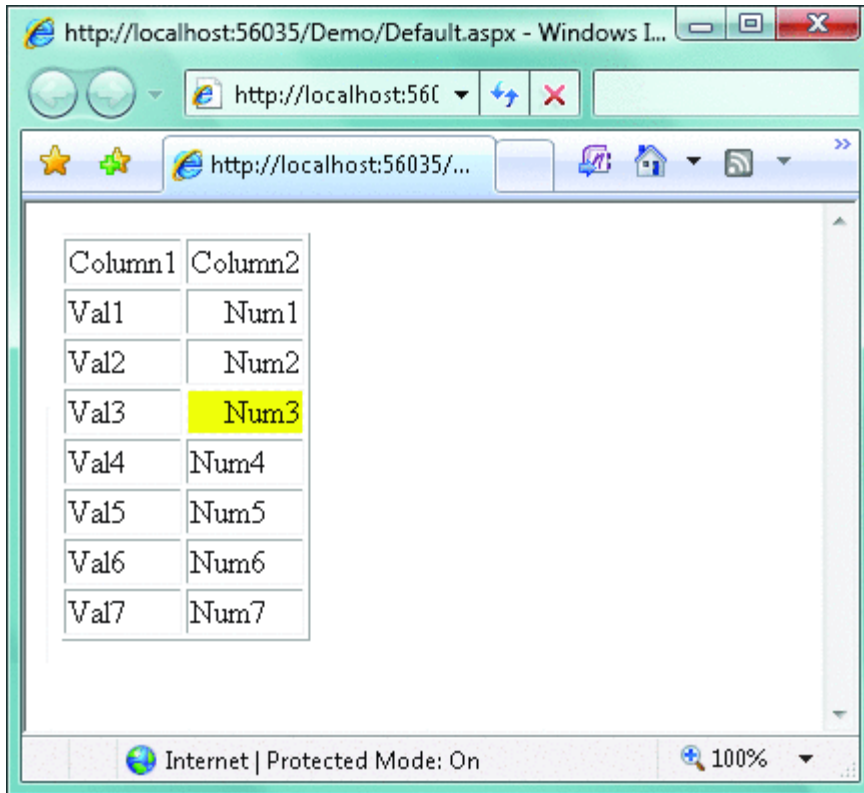 http://localhost:56035/Demo/Default.aspx - Windows I...
http://localhost:560
http://localhost:56035/...
Column1 Column2
Val1 Num1
Val2 Num2
Val3 Num3
Val4 Num4
Val5 Num5
Val6 Num6
Val7 Num7
Internet | Protected Mode: On 100%